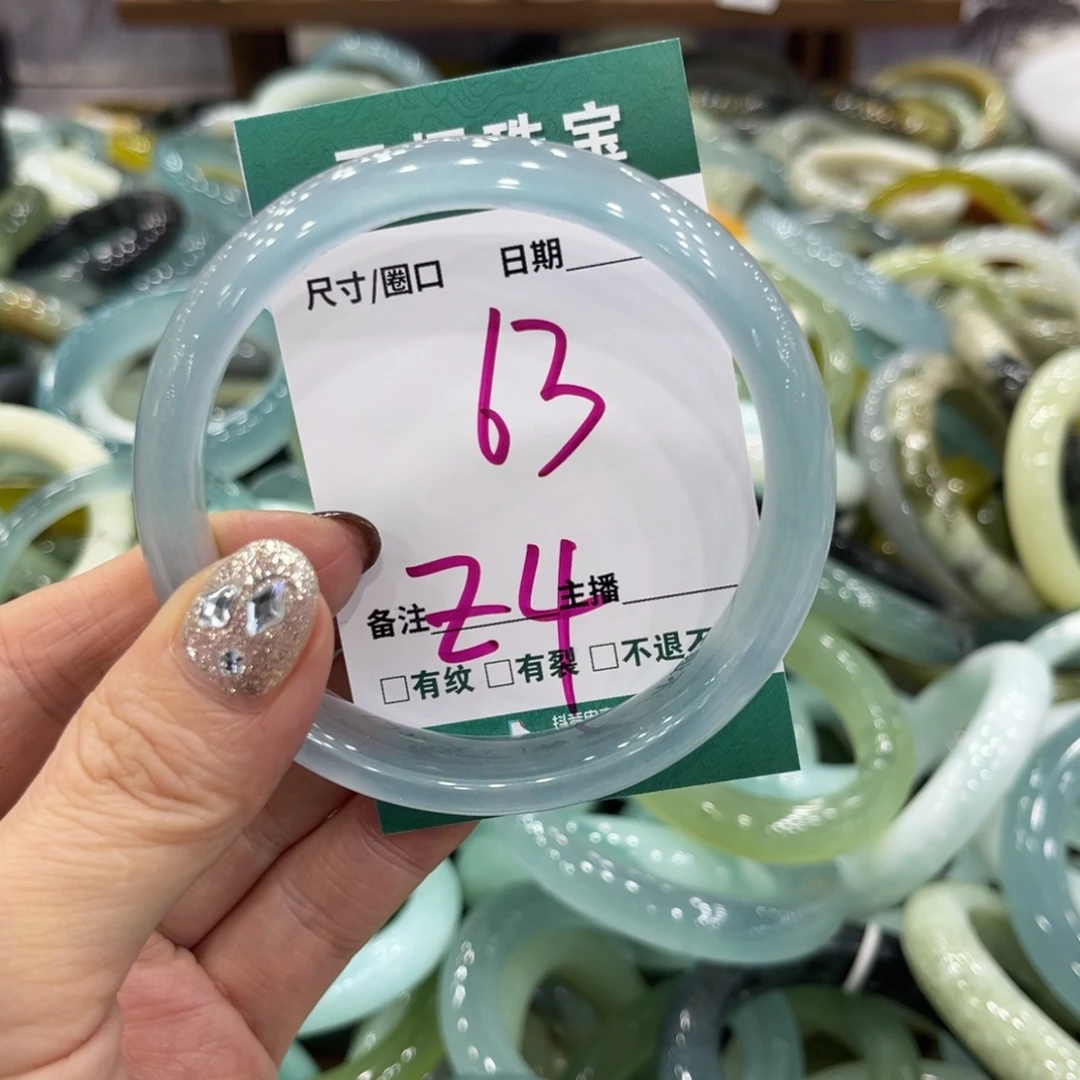 珠宝
尺寸/圈口 日期
63
Z4
备注 主播
□有纹 □有裂 □不退不